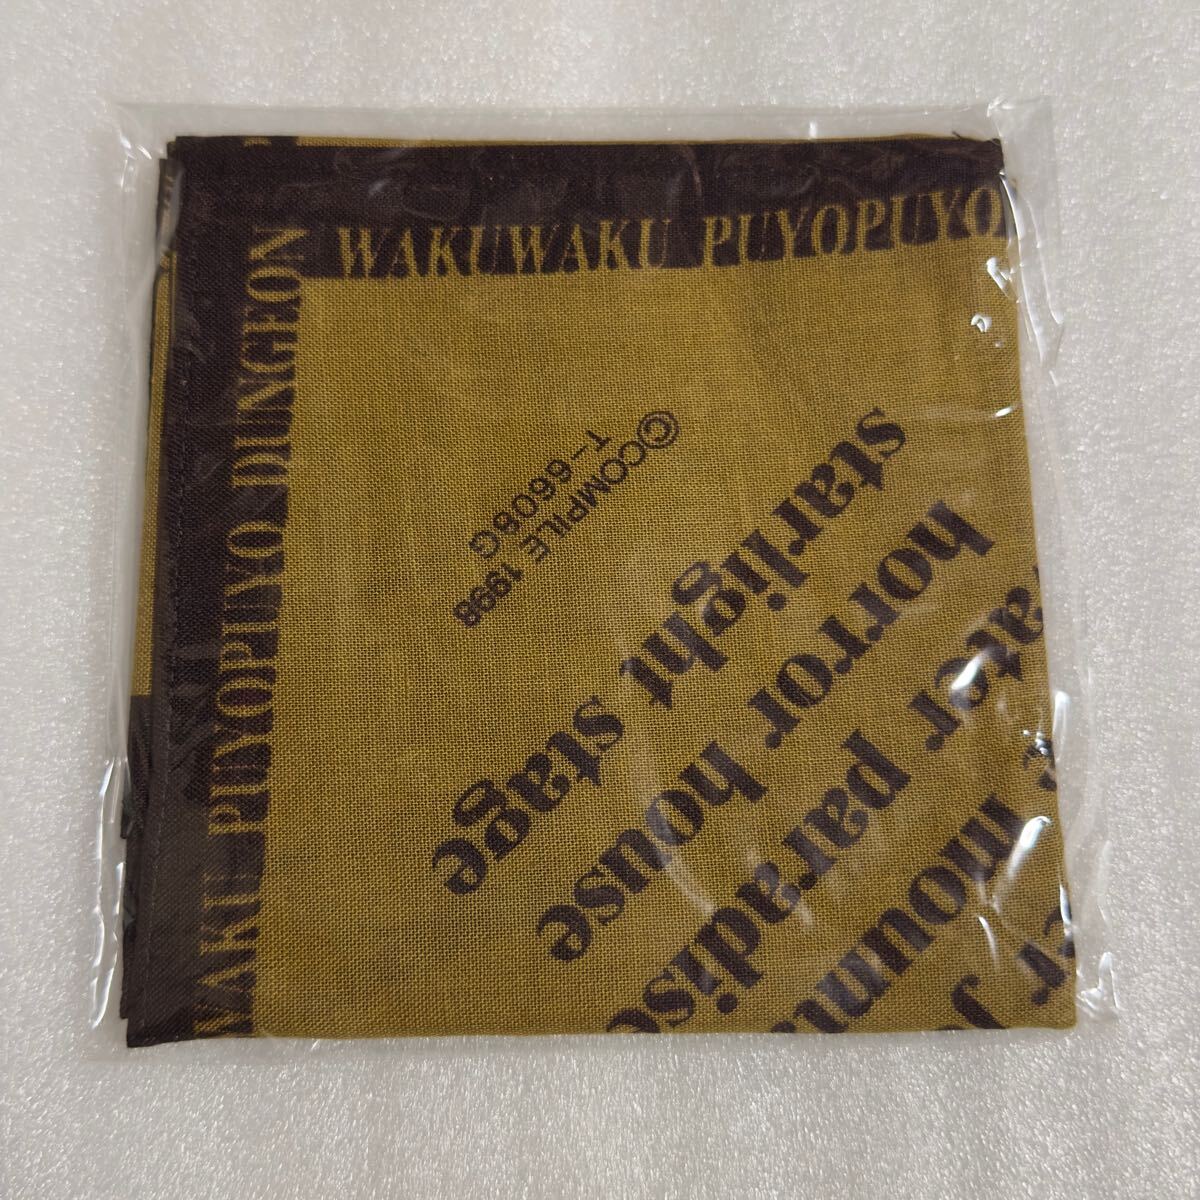 WAKUWAKU PUYOPUYO
WAKU PUYOPUYO DUNGEON
©COMPILE 1998
T-6606G
starlight stage
horror house
paradise